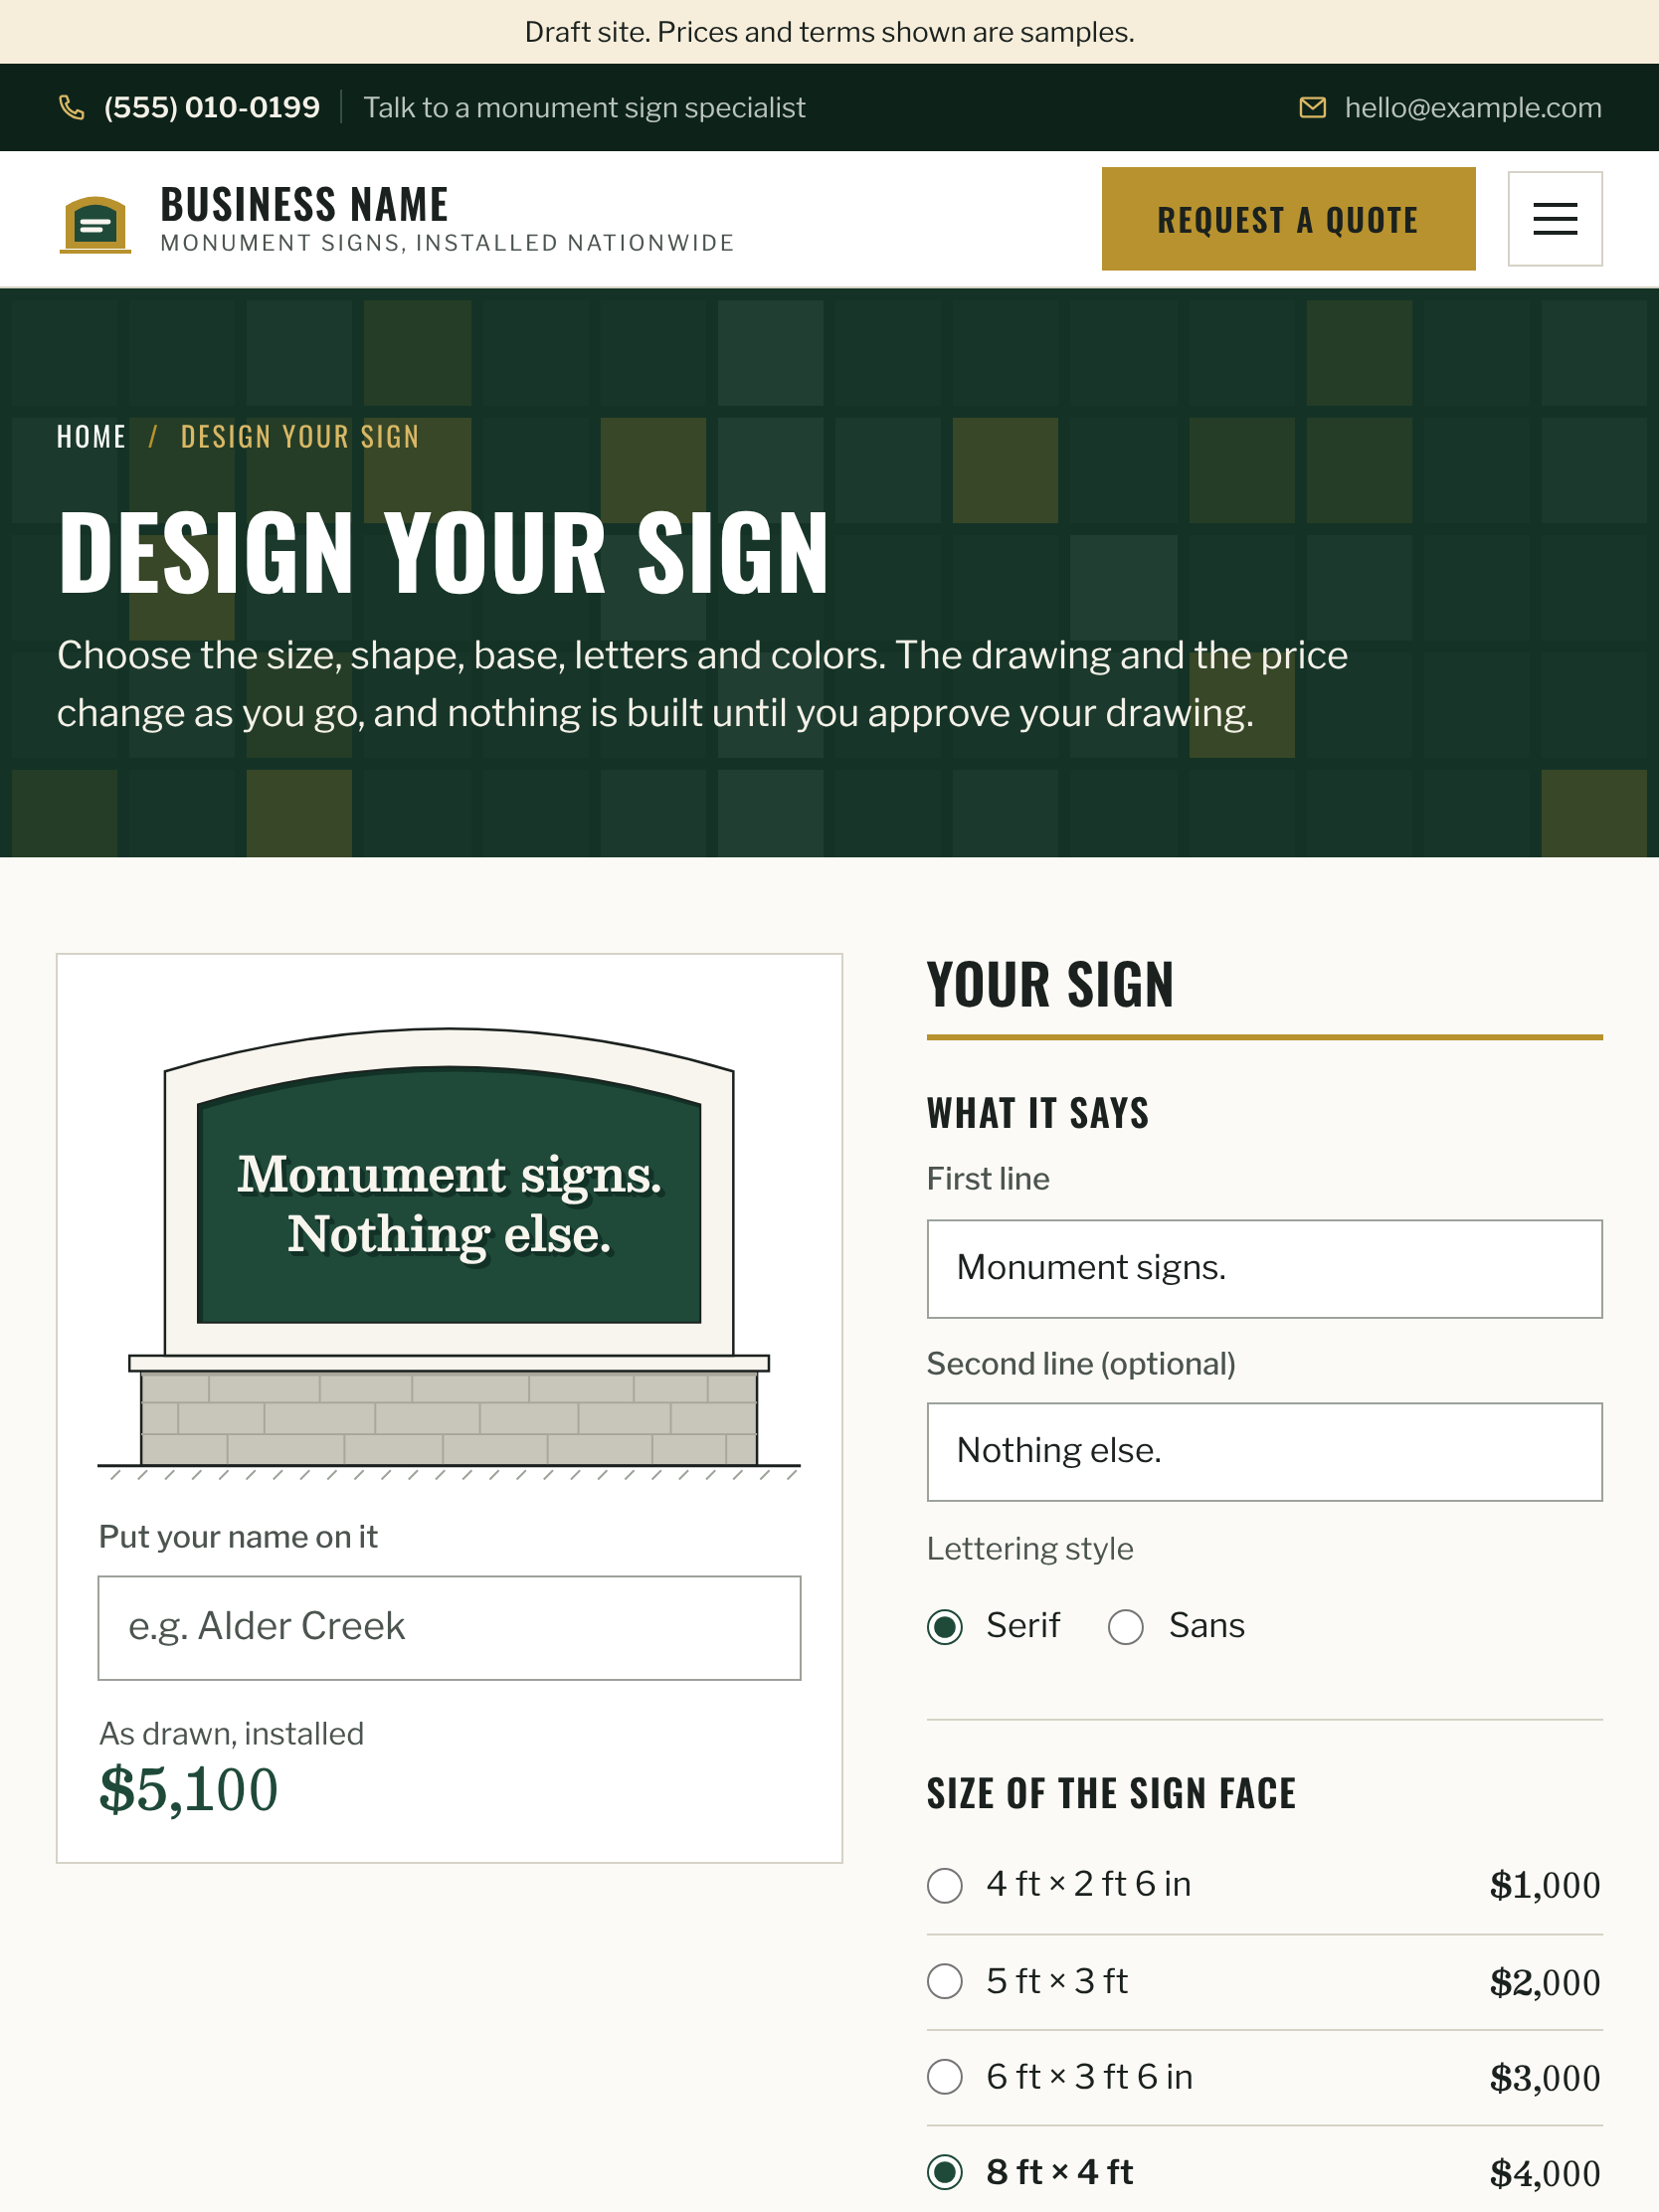 Draft site. Prices and terms shown are samples.
(555) 010-0199
Talk to a monument sign specialist
hello@example.com
BUSINESS NAME
MONUMENT SIGNS, INSTALLED NATIONWIDE
REQUEST A QUOTE
HOME / DESIGN YOUR SIGN
DESIGN YOUR SIGN
Choose the size, shape, base, letters and colors. The drawing and the price
change as you go, and nothing is built until you approve your drawing.
Monument signs.
Nothing else.
Put your name on it
e.g. Alder Creek
As drawn, installed
$5,100
YOUR SIGN
WHAT IT SAYS
First line
Monument signs.
Second line (optional)
Nothing else.
Lettering style
Serif
Sans
SIZE OF THE SIGN FACE
4 ft × 2 ft 6 in $1,000
5 ft × 3 ft $2,000
6 ft × 3 ft 6 in $3,000
8 ft × 4 ft $4,000